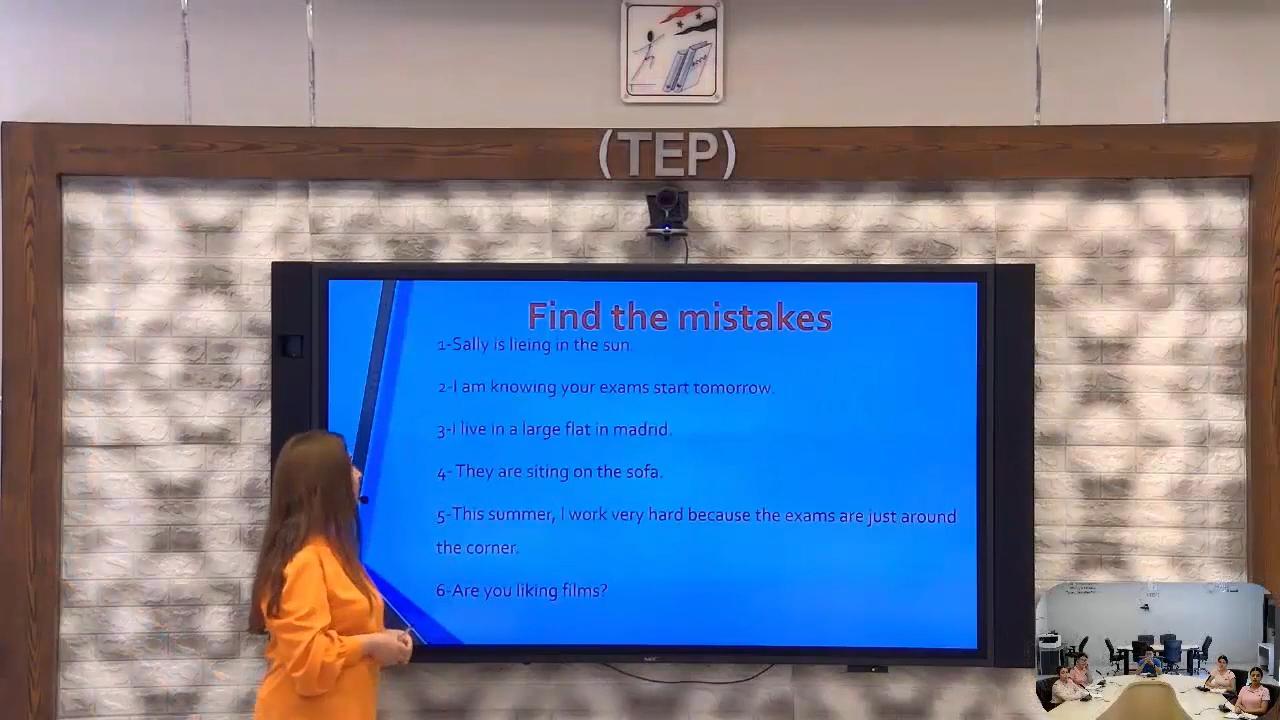 (TEP)
Find the mistakes
1-Sally is lieing in the sun.
2-I am knowing your exams start tomorrow.
3-I live in a large flat in madrid.
4- They are siting on the sofa.
5-This summer, I work very hard because the exams are just around
the corner.
6-Are you liking films?